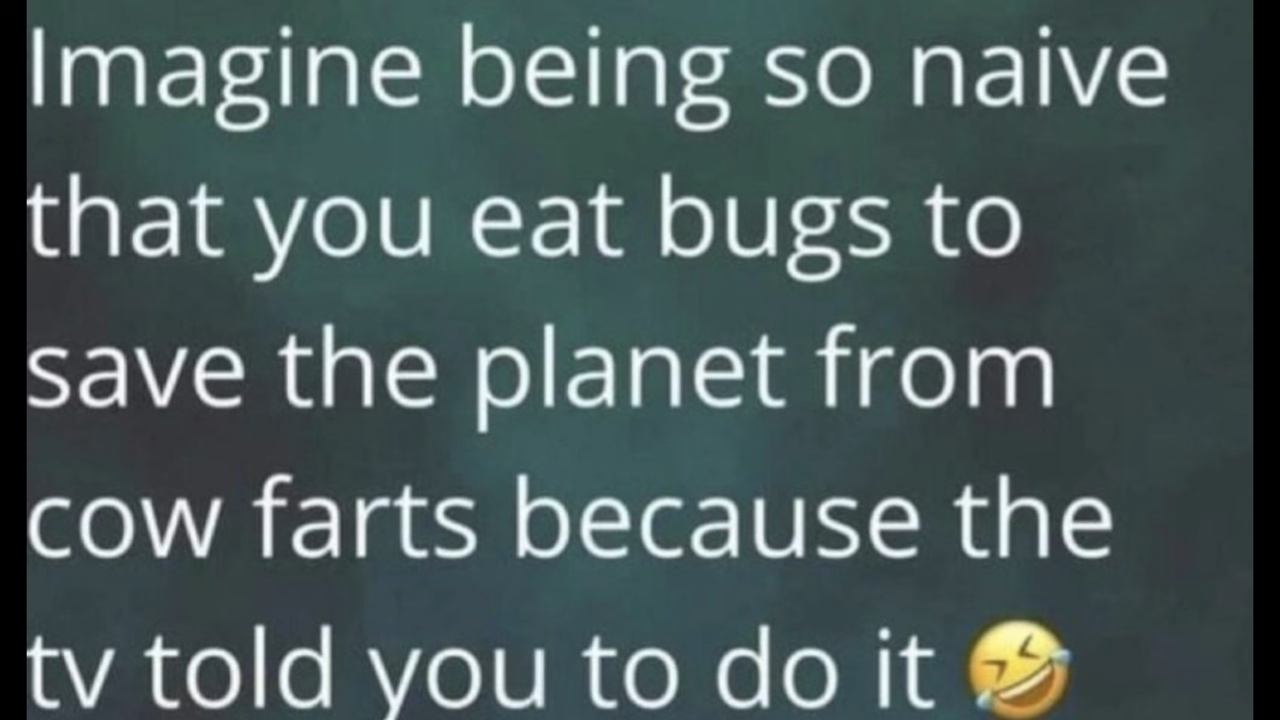 Imagine being so naive
that you eat bugs to
save the planet from
cow farts because the
tv told you to do it 🤣